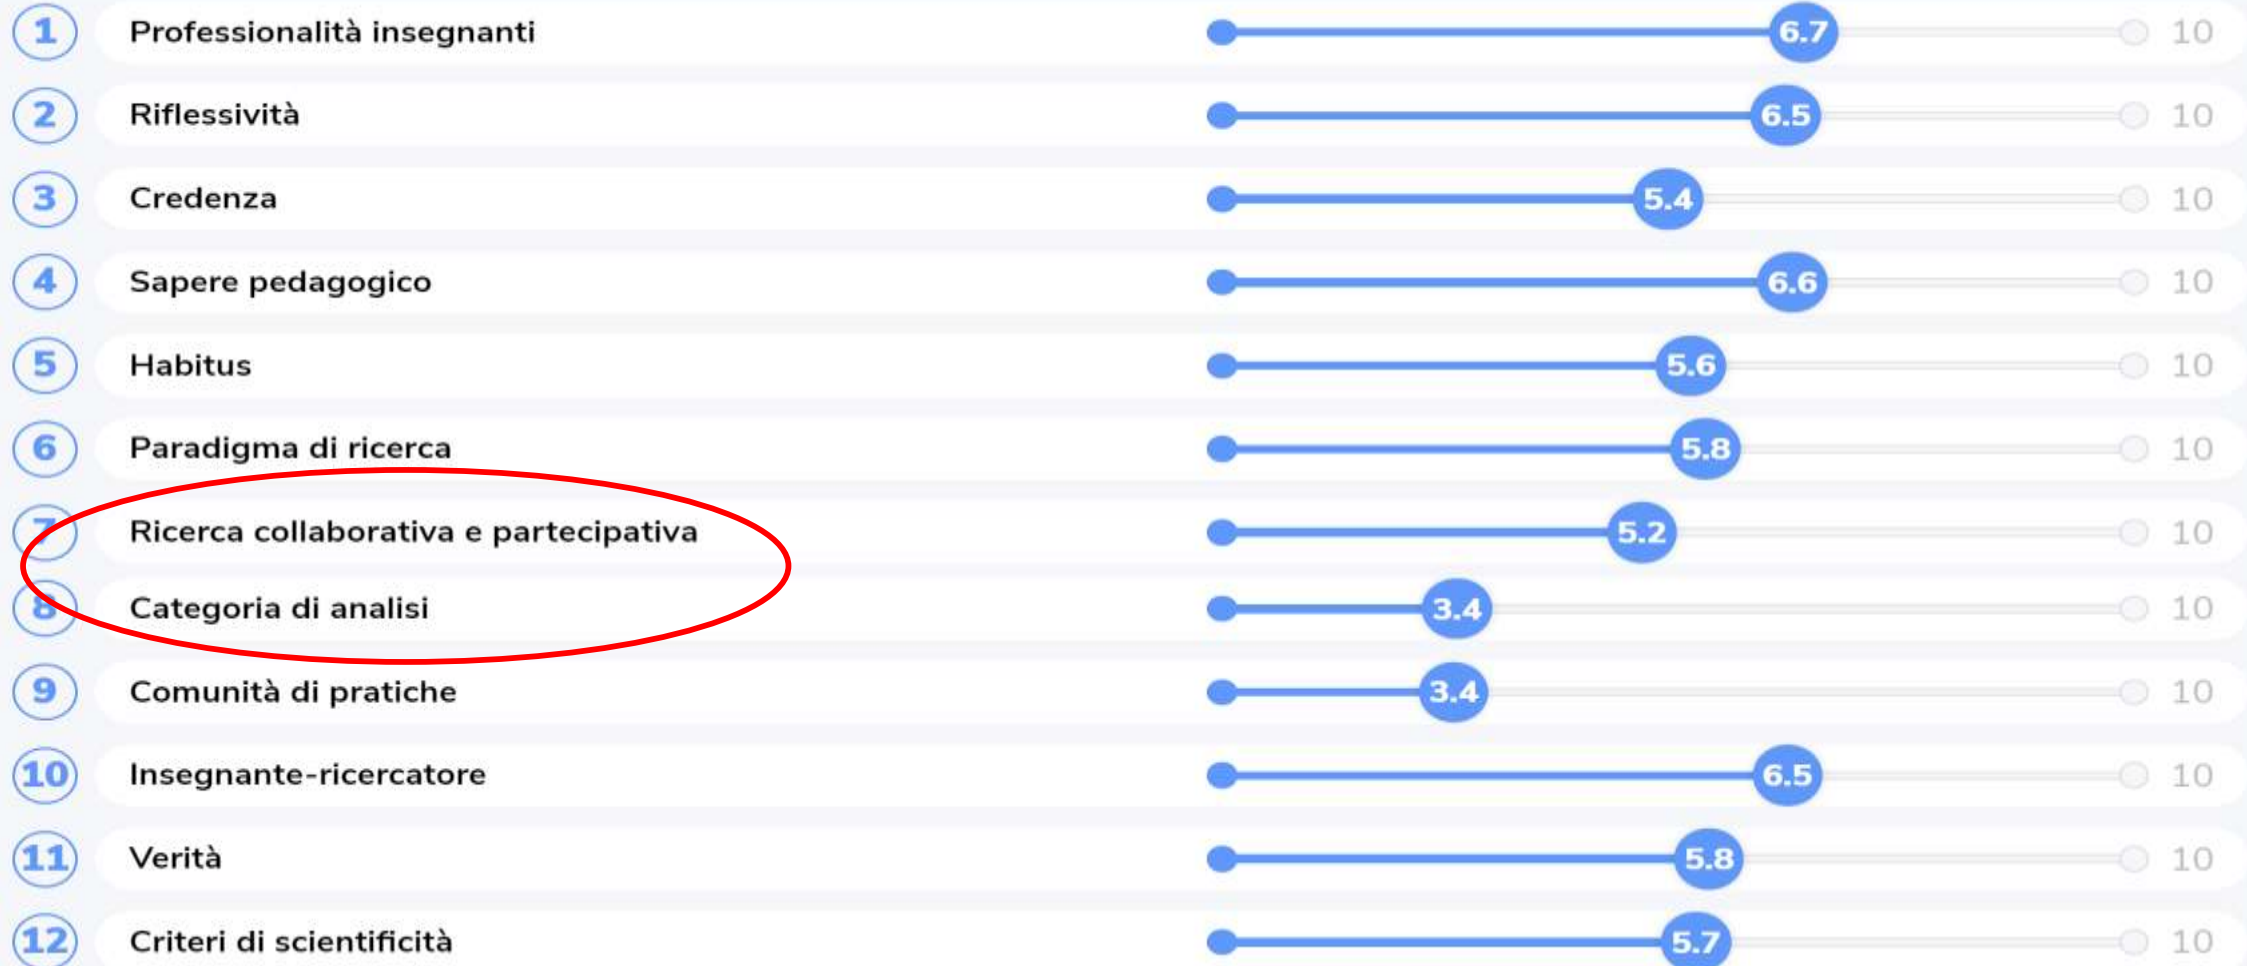 1 Professionalità insegnanti 6.7 10
2 Riflessività 6.5 10
3 Credenza 5.4 10
4 Sapere pedagogico 6.6 10
5 Habitus 5.6 10
6 Paradigma di ricerca 5.8 10
7 Ricerca collaborativa e partecipativa 5.2 10
8 Categoria di analisi 3.4 10
9 Comunità di pratiche 3.4 10
10 Insegnante-ricercatore 6.5 10
11 Verità 5.8 10
12 Criteri di scientificità 5.7 10